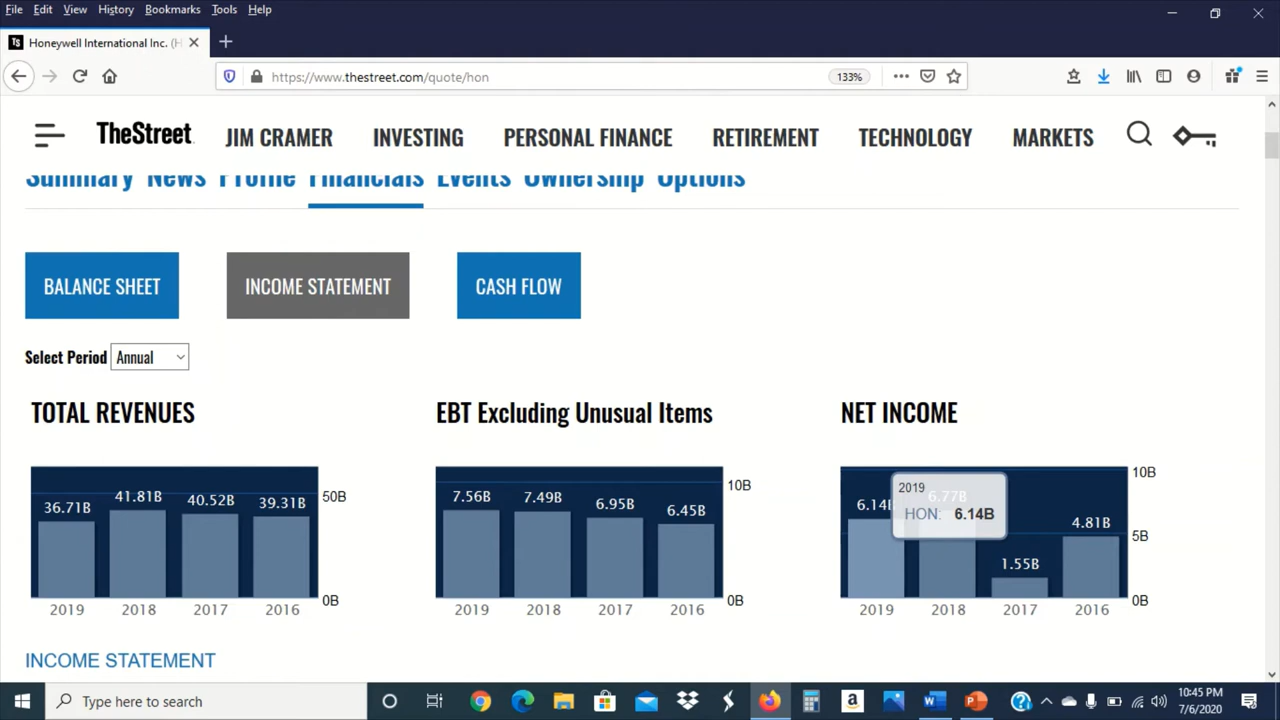 File Edit View History Bookmarks Tools Help
TS Honeywell International Inc. (H
https://www.thestreet.com/quote/hon 133%
TheStreet JIM CRAMER INVESTING PERSONAL FINANCE RETIREMENT TECHNOLOGY MARKETS
Summary News Profile Financials Events Ownership Options
BALANCE SHEET INCOME STATEMENT CASH FLOW
Select Period Annual
TOTAL REVENUES EBT Excluding Unusual Items NET INCOME
36.71B 41.81B 40.52B 39.31B 50B 0B
2019 2018 2017 2016
7.56B 7.49B 6.95B 6.45B 10B 0B
2019 2018 2017 2016
6.14B 6.77B 1.55B 4.81B 10B 5B 0B
2019
HON: 6.14B
2019 2018 2017 2016
INCOME STATEMENT
Type here to search
10:45 PM
7/6/2020